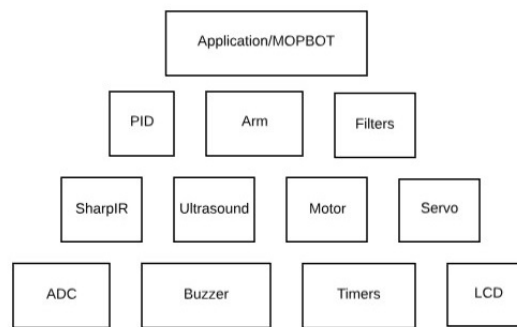 Application/MOPBOT
PID
Arm
Filters
SharpIR
Ultrasound
Motor
Servo
ADC
Buzzer
Timers
LCD